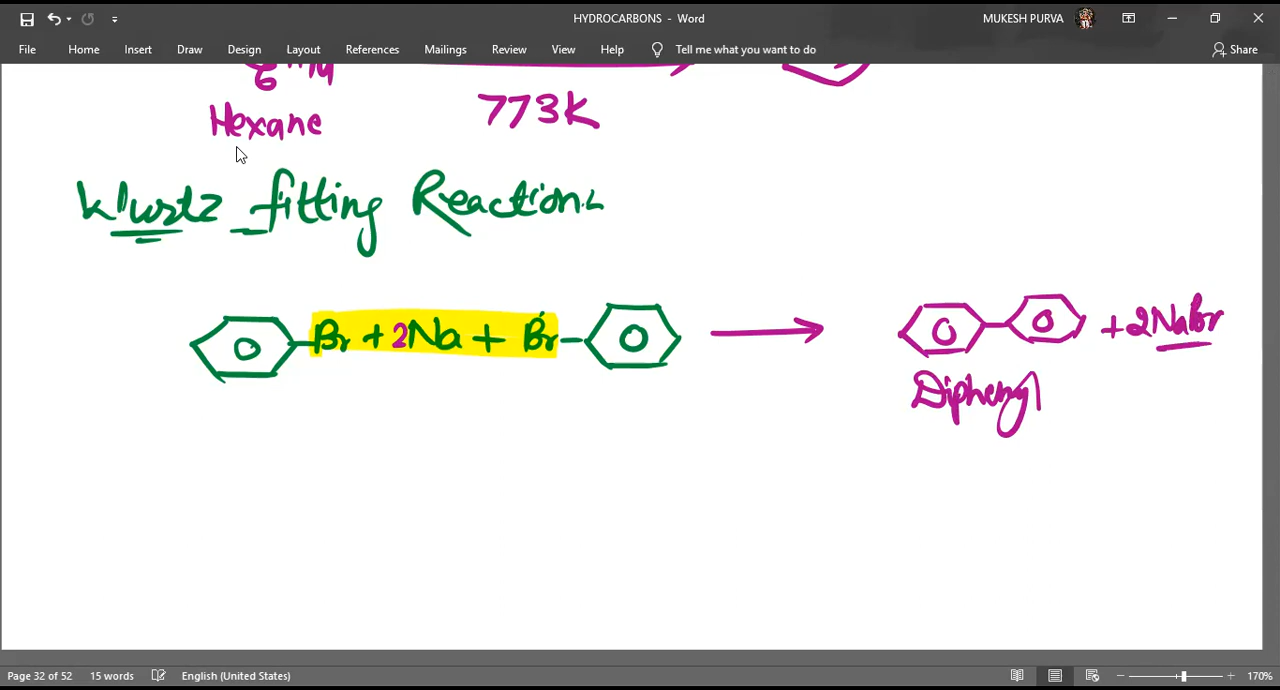 HYDROCARBONS - Word
MUKESH PURVA
File Home Insert Draw Design Layout References Mailings Review View Help Tell me what you want to do Share
6 14
Hexane
773K
Wurtz fitting Reaction:-
Br + 2Na + Br
+ 2NaBr
Diphenyl
Page 32 of 52 15 words English (United States) 170%